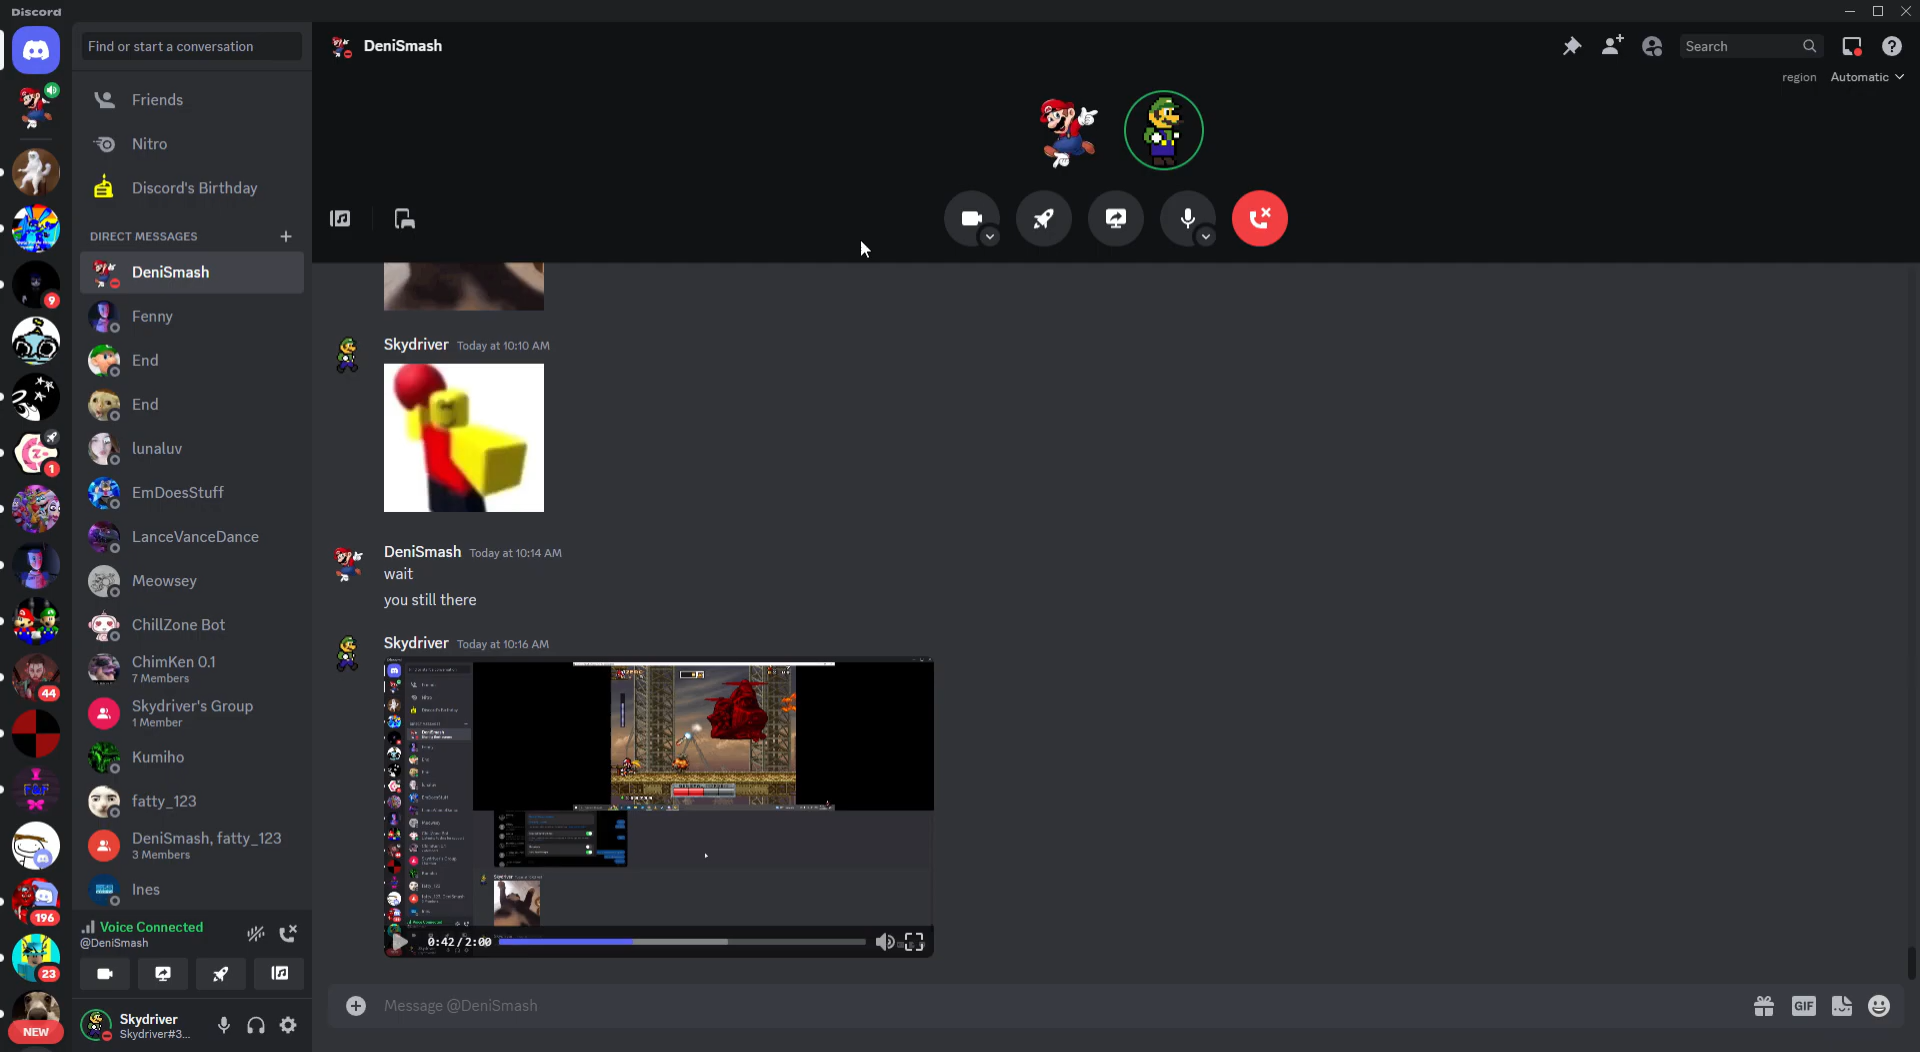 Discord
Find or start a conversation
DeniSmash
Search
region Automatic
Friends
Nitro
Discord's Birthday
DIRECT MESSAGES
DeniSmash
Fenny
End
End
lunaluv
EmDoesStuff
LanceVanceDance
Meowsey
ChillZone Bot
ChimKen 0.1
7 Members
Skydriver's Group
1 Member
Kumiho
fatty_123
DeniSmash, fatty_123
3 Members
Ines
Voice Connected
@DeniSmash
Skydriver
Skydriver#3...
9
1
44
F&F
196
23
NEW
Skydriver Today at 10:10 AM
DeniSmash Today at 10:14 AM
wait
you still there
Skydriver Today at 10:16 AM
0:42/2:00
Message @DeniSmash
GIF